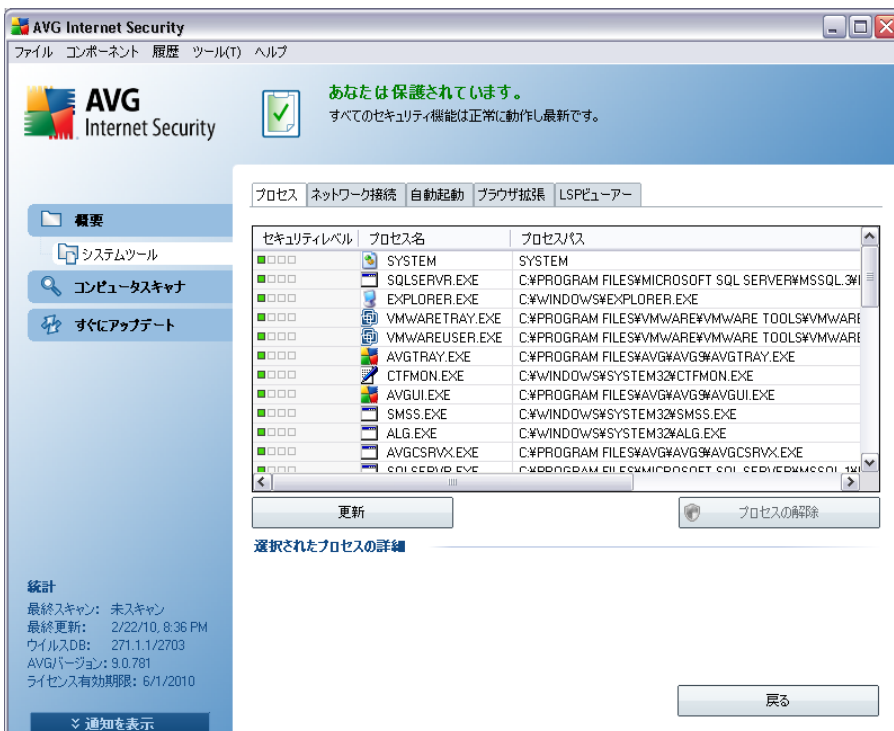 AVG Internet Security
ファイル コンポーネント 履歴 ツール(T) ヘルプ
AVG
Internet Security
あなたは保護されています。
すべてのセキュリティ機能は正常に動作し最新です。
概要
システムツール
コンピュータスキャナ
すぐにアップデート
プロセス ネットワーク接続 自動起動 ブラウザ拡張 LSPビューアー
セキュリティレベル プロセス名 プロセスパス
SYSTEM SYSTEM
SQLSERVR.EXE C:¥PROGRAM FILES¥MICROSOFT SQL SERVER¥MSSQL.3¥
EXPLORER.EXE C:¥WINDOWS¥EXPLORER.EXE
VMWARETRAY.EXE C:¥PROGRAM FILES¥VMWARE¥VMWARE TOOLS¥VMWARE
VMWAREUSER.EXE C:¥PROGRAM FILES¥VMWARE¥VMWARE TOOLS¥VMWARE
AVGTRAY.EXE C:¥PROGRAM FILES¥AVG¥AVG9¥AVGTRAY.EXE
CTFMON.EXE C:¥WINDOWS¥SYSTEM32¥CTFMON.EXE
AVGUI.EXE C:¥PROGRAM FILES¥AVG¥AVG9¥AVGUI.EXE
SMSS.EXE C:¥WINDOWS¥SYSTEM32¥SMSS.EXE
ALG.EXE C:¥WINDOWS¥SYSTEM32¥ALG.EXE
AVGCSRVX.EXE C:¥PROGRAM FILES¥AVG¥AVG9¥AVGCSRVX.EXE
SQLSERVR.EXE C:¥PROGRAM FILES¥MICROSOFT SQL SERVER¥MSSQL.1¥
更新 プロセスの解除
選択されたプロセスの詳細
統計
最終スキャン: 未スキャン
最終更新: 2/22/10, 8:36 PM
ウイルスDB: 271.1.1/2703
AVGバージョン: 9.0.781
ライセンス有効期限: 6/1/2010
戻る
通知を表示